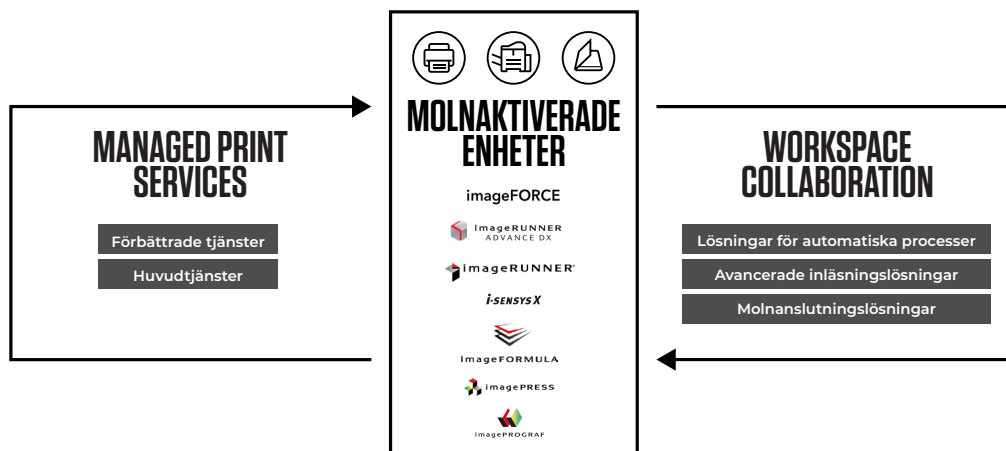 MANAGED PRINT
SERVICES
Förbättrade tjänster
Huvudtjänster
MOLNAKTIVERADE
ENHETER
imageFORCE
imageRUNNER
ADVANCE DX
imageRUNNER®
i-SENSYS X
imageFORMULA
imagePRESS
imagePROGRAF
WORKSPACE
COLLABORATION
Lösningar för automatiska processer
Avancerade inläsningslösningar
Molnanslutningslösningar